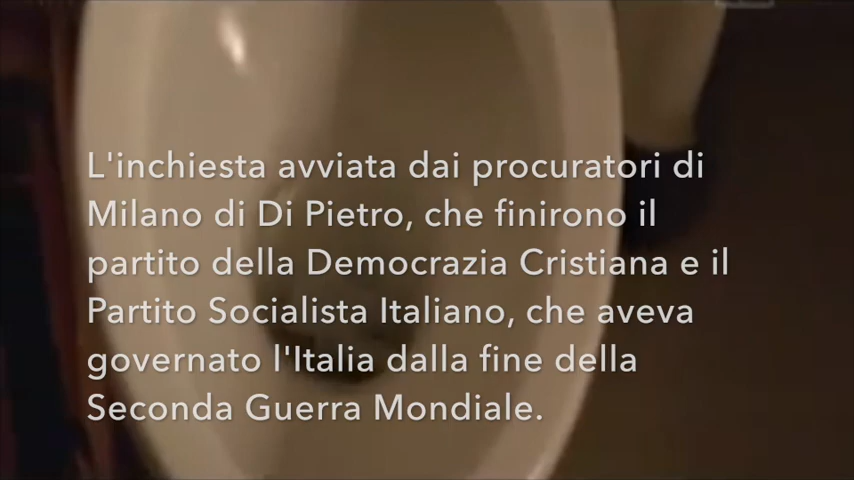 L'inchiesta avviata dai procuratori di
Milano di Di Pietro, che finirono il
partito della Democrazia Cristiana e il
Partito Socialista Italiano, che aveva
governato l'Italia dalla fine della
Seconda Guerra Mondiale.